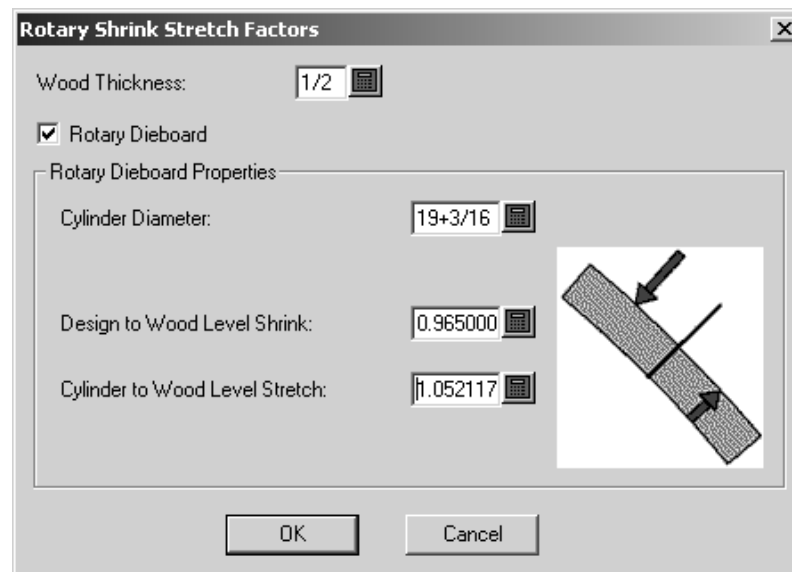 Rotary Shrink Stretch Factors
Wood Thickness: 1/2
Rotary Dieboard
Rotary Dieboard Properties
Cylinder Diameter: 19+3/16
Design to Wood Level Shrink: 0.965000
Cylinder to Wood Level Stretch: 1.052117
OK Cancel